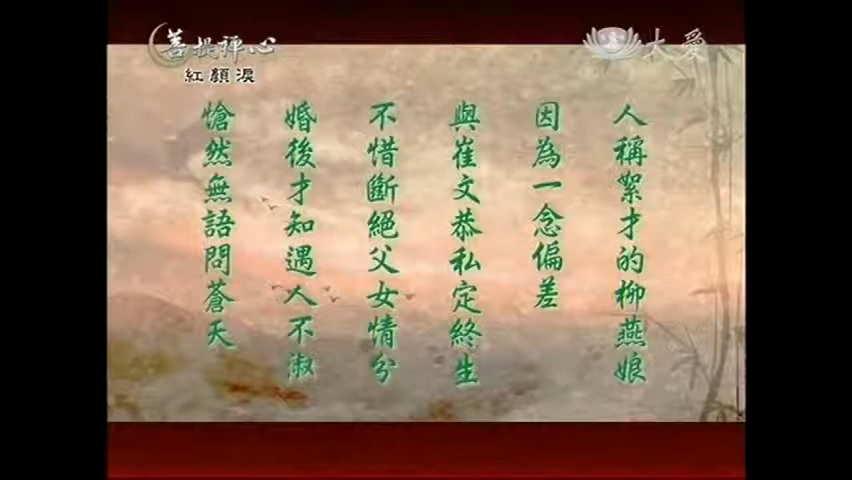 菩提禪心
紅顏淚
大愛
人稱絮才的柳燕娘
因為一念偏差
與崔文恭私定終生
不惜斷絕父女情分
婚後才知遇人不淑
愴然無語問蒼天